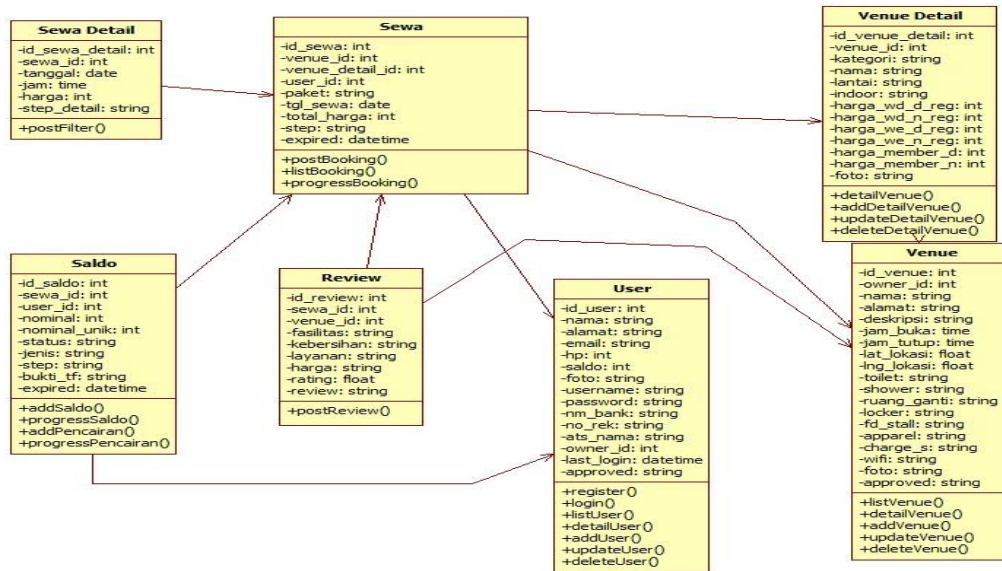 Sewa Detail
-id_sewa_detail: int
-sewa_id: int
-tanggal: date
-jam: time
-harga: int
-step_detail: string
+postFilter()
Sewa
-id_sewa: int
-venue_id: int
-venue_detail_id: int
-user_id: int
-paket: string
-tgl_sewa: date
-total_harga: int
-step: string
-expired: datetime
+postBooking()
+listBooking()
+progressBooking()
Venue Detail
-id_venue_detail: int
-venue_id: int
-kategori: string
-nama: string
-lantai: string
-indoor: string
-harga_wd_d_reg: int
-harga_wd_n_reg: int
-harga_we_d_reg: int
-harga_we_n_reg: int
-harga_member_d: int
-harga_member_n: int
-foto: string
+detailVenue()
+addDetailVenue()
+updateDetailVenue()
+deleteDetailVenue()
Saldo
-id_saldo: int
-sewa_id: int
-user_id: int
-nominal: int
-nominal_unik: int
-status: string
-jenis: string
-step: string
-bukti_tf: string
-expired: datetime
+addSaldo()
+progressSaldo()
+addPencairan()
+progressPencairan()
Review
-id_review: int
-sewa_id: int
-venue_id: int
-fasilitas: string
-kebersihan: string
-layanan: string
-harga: string
-rating: float
-review: string
+postReview()
User
-id_user: int
-nama: string
-alamat: string
-email: string
-hp: int
-saldo: int
-foto: string
-username: string
-password: string
-nm_bank: string
-no_rek: string
-ats_nama: string
-owner_id: int
-last_login: datetime
-approved: string
+register()
+login()
+listUser()
+detailUser()
+addUser()
+updateUser()
+deleteUser()
Venue
-id_venue: int
-owner_id: int
-nama: string
-alamat: string
-deskripsi: string
-jam_buka: time
-jam_tutup: time
-lat_lokasi: float
-lng_lokasi: float
-toilet: string
-shower: string
-ruang_ganti: string
-locker: string
-fd_stall: string
-apparel: string
-charge_s: string
-wifi: string
-foto: string
-approved: string
+listVenue()
+detailVenue()
+addVenue()
+updateVenue()
+deleteVenue()